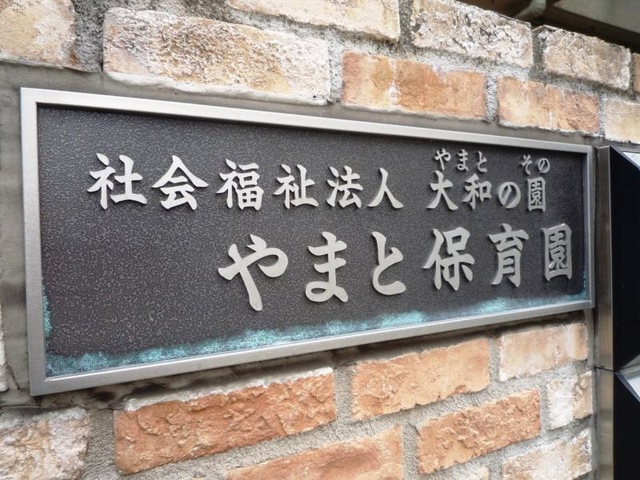 やまと その
社会福祉法人 大和の園
やまと保育園